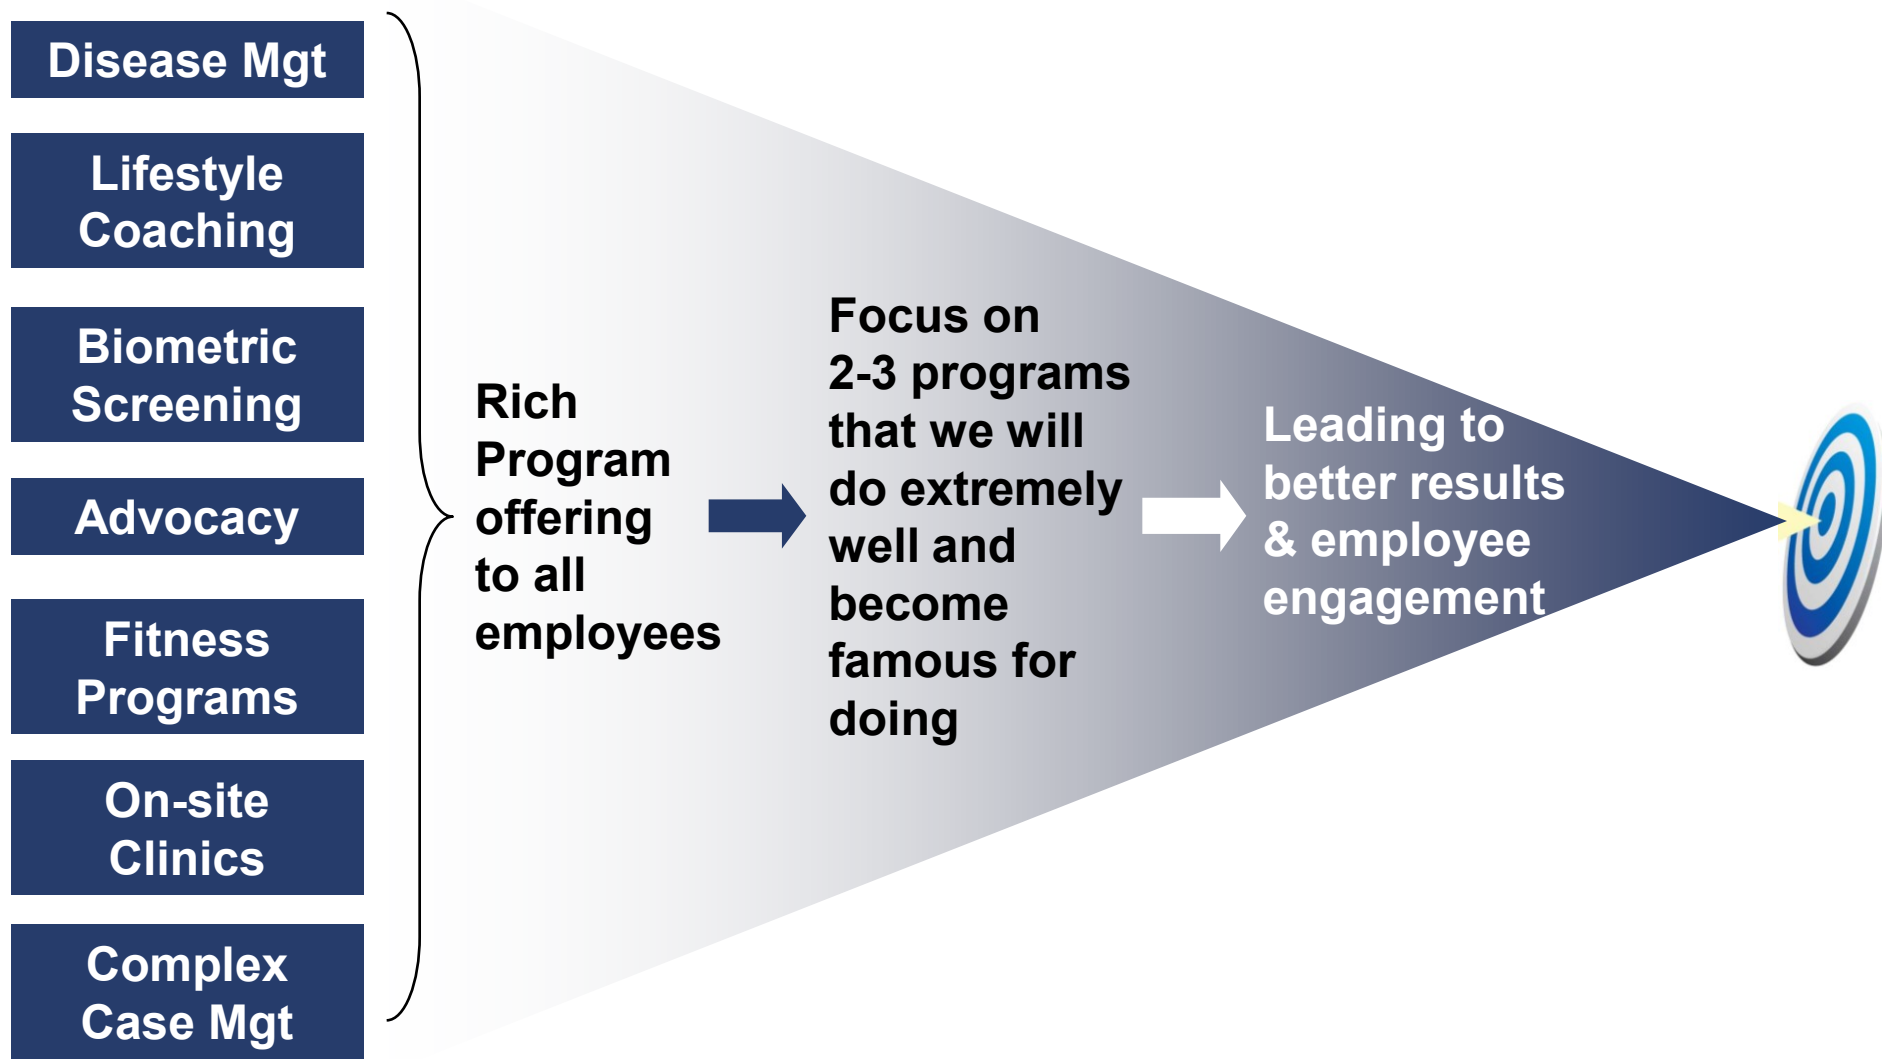 Disease Mgt
Lifestyle
Coaching
Biometric
Screening
Advocacy
Fitness
Programs
On-site
Clinics
Complex
Case Mgt
Rich
Program
offering
to all
employees
Focus on
2-3 programs
that we will
do extremely
well and
become
famous for
doing
Leading to
better results
& employee
engagement